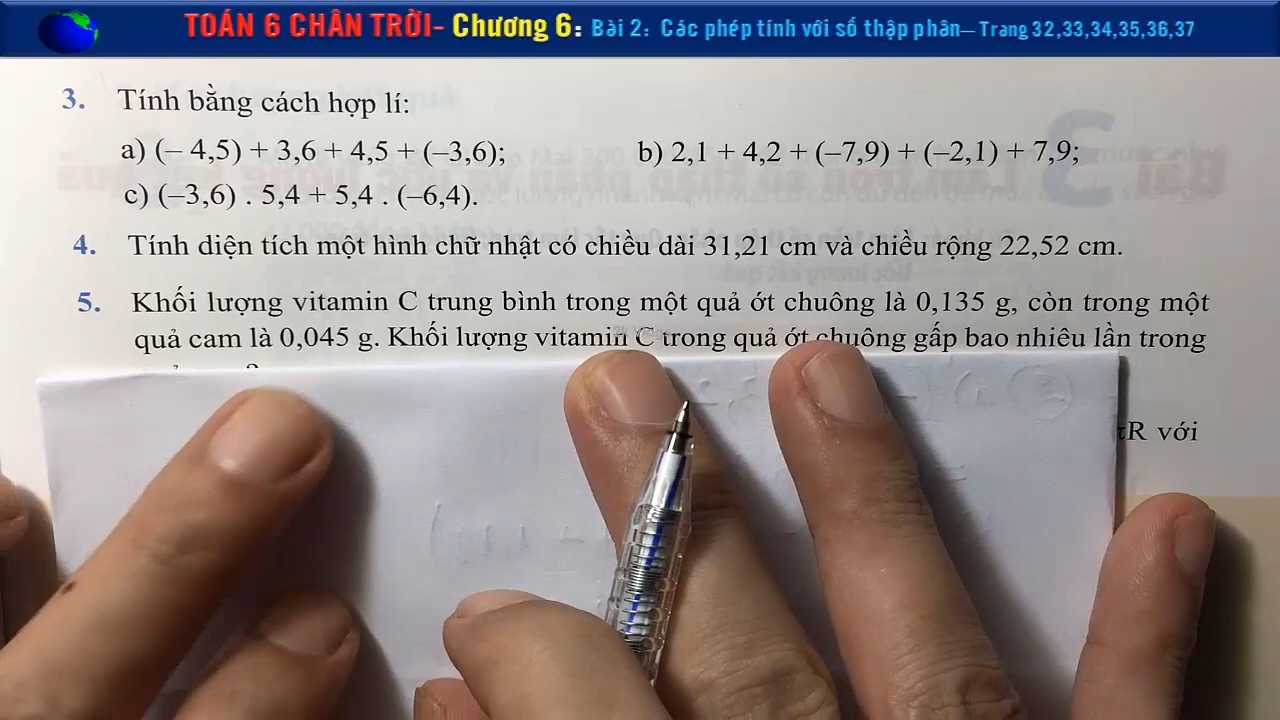 TOÁN 6 CHÂN TRỜI- Chương 6: Bài 2: Các phép tính với số thập phân– Trang 32,33,34,35,36,37
3. Tính bằng cách hợp lí:
a) (– 4,5) + 3,6 + 4,5 + (–3,6); b) 2,1 + 4,2 + (–7,9) + (–2,1) + 7,9;
c) (–3,6) . 5,4 + 5,4 . (–6,4).
4. Tính diện tích một hình chữ nhật có chiều dài 31,21 cm và chiều rộng 22,52 cm.
5. Khối lượng vitamin C trung bình trong một quả ớt chuông là 0,135 g, còn trong một
quả cam là 0,045 g. Khối lượng vitamin C trong quả ớt chuông gấp bao nhiêu lần trong
R với